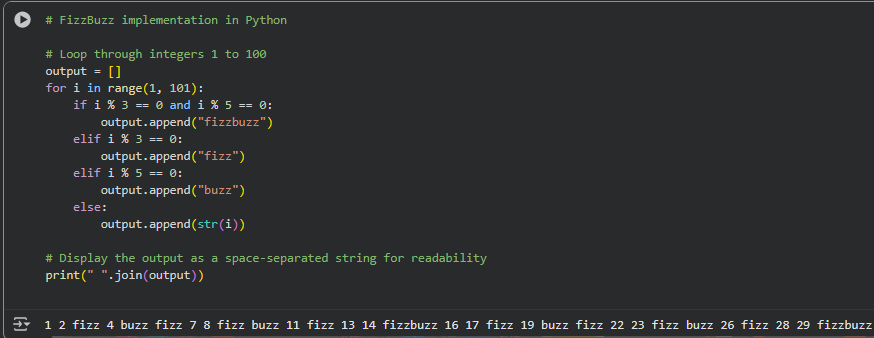 # FizzBuzz implementation in Python
# Loop through integers 1 to 100
output = []
for i in range(1, 101):
    if i % 3 == 0 and i % 5 == 0:
        output.append("fizzbuzz")
    elif i % 3 == 0:
        output.append("fizz")
    elif i % 5 == 0:
        output.append("buzz")
    else:
        output.append(str(i))
# Display the output as a space-separated string for readability
print(" ".join(output))
1 2 fizz 4 buzz fizz 7 8 fizz buzz 11 fizz 13 14 fizzbuzz 16 17 fizz 19 buzz fizz 22 23 fizz buzz 26 fizz 28 29 fizzbuzz